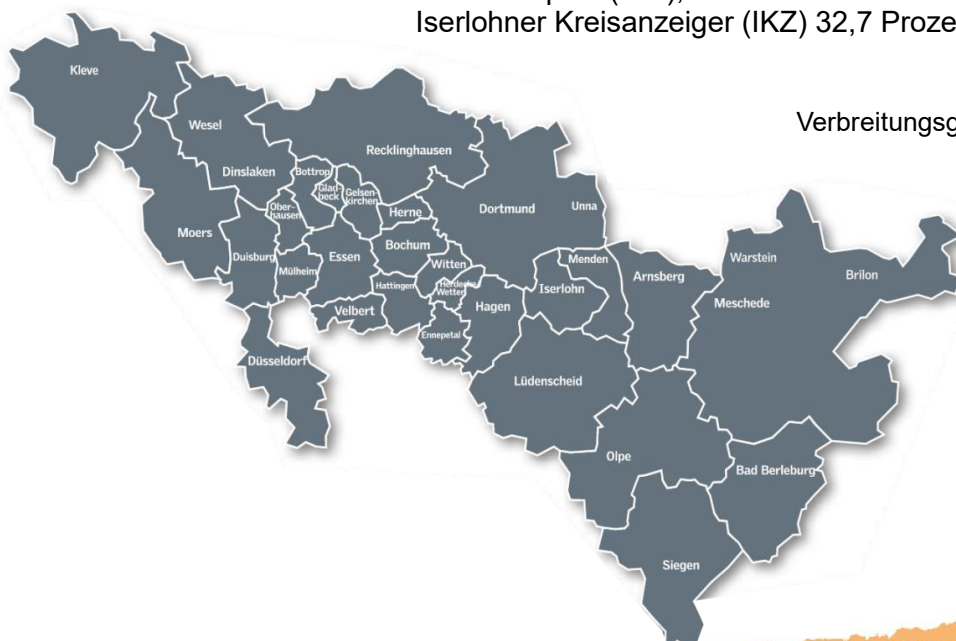 Iserlohner Kreisanzeiger (IKZ) 32,7 Proze
Verbreitungsg
Kleve
Wesel
Recklinghausen
Dinslaken
Bottrop
Glad-
beck
Gelsen-
kirchen
Ober-
hausen
Herne
Dortmund
Unna
Moers
Duisburg
Mülheim
Essen
Bochum
Witten
Menden
Warstein
Hattingen
Herdecke
Wetter
Hagen
Iserlohn
Arnsberg
Brilon
Meschede
Velbert
Ennepetal
Düsseldorf
Lüdenscheid
Olpe
Bad Berleburg
Siegen